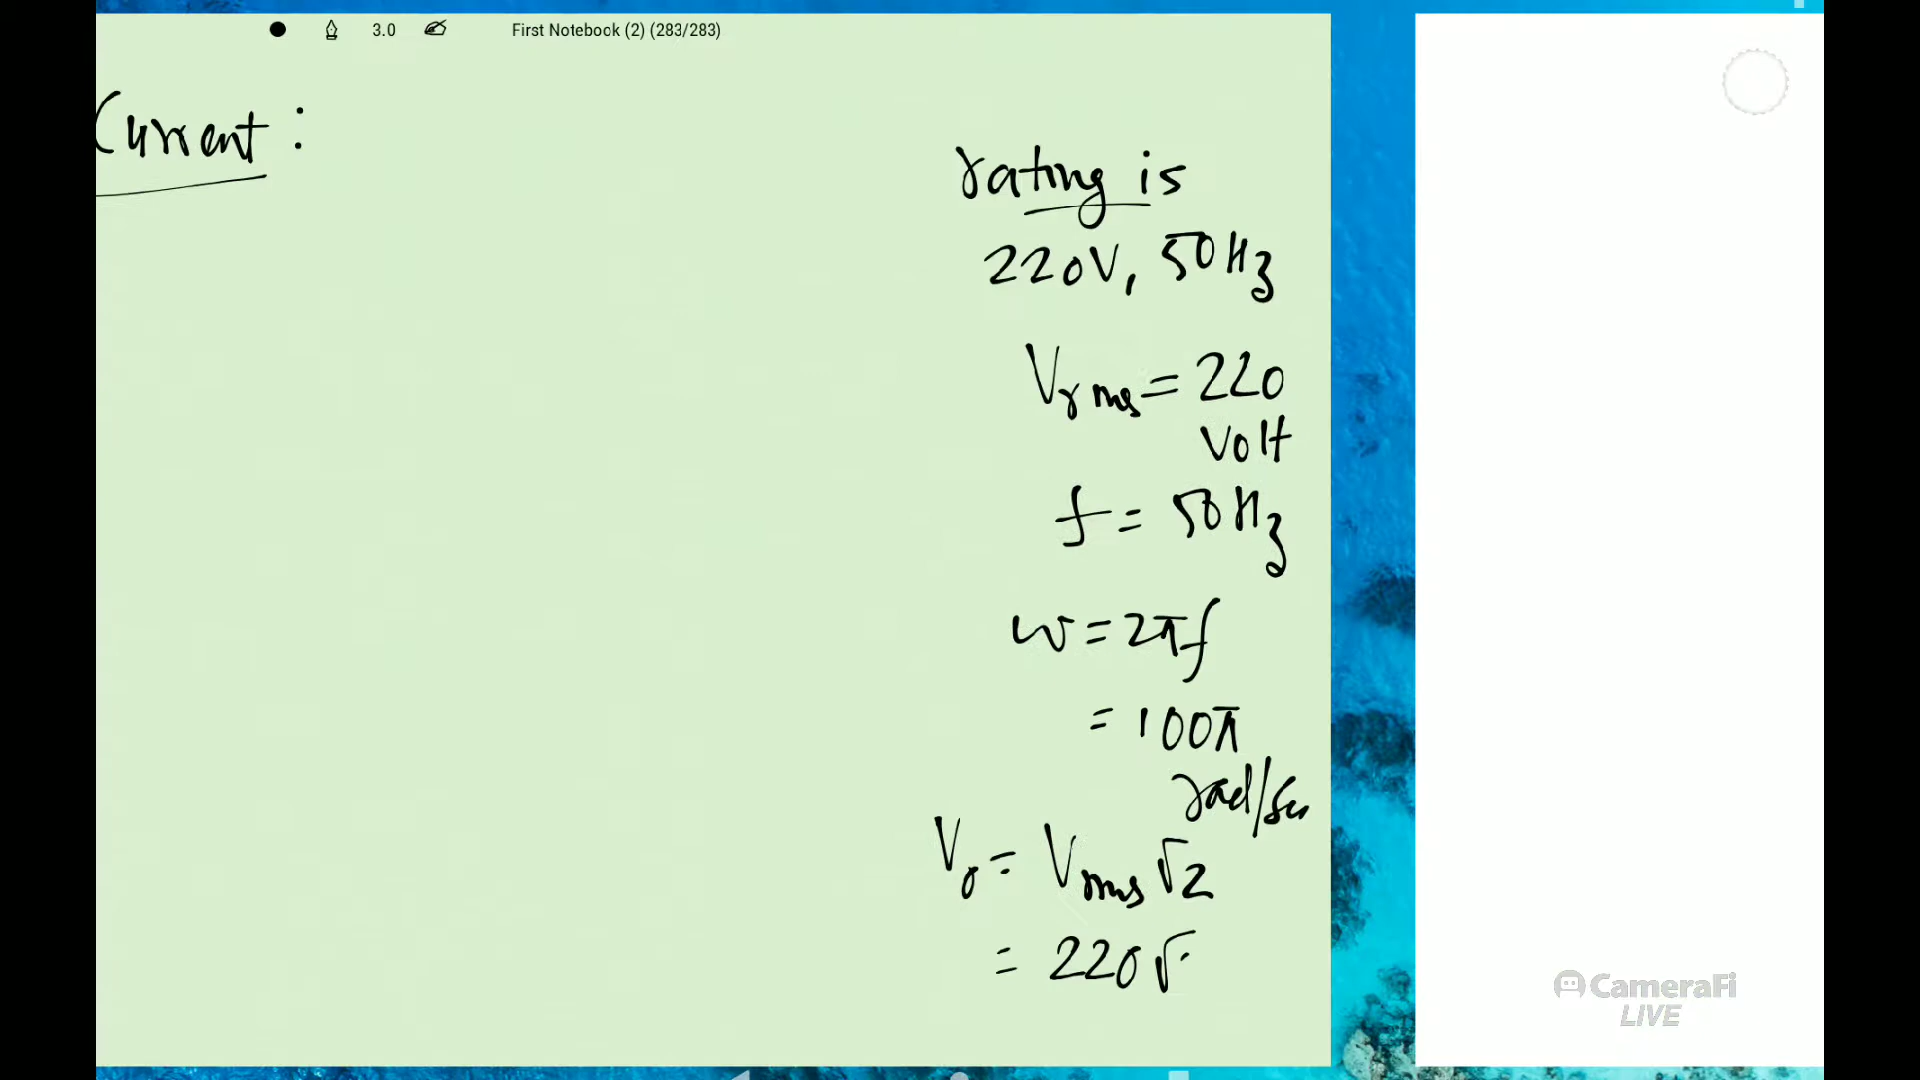 3.0 First Notebook (2) (283/283)
Current :
rating is
220V, 50Hz
Vrms = 220
Volt
f = 50Hz
w = 2πf
= 100π
rad/sec
V₀ = Vrms √2
= 220 √
CameraFi
LIVE